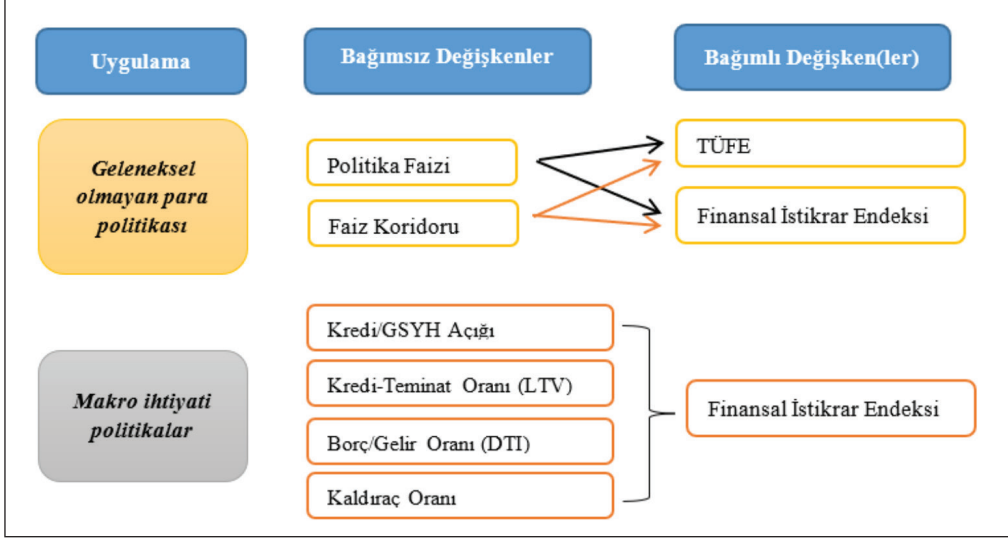 Uygulama
Bağımsız Değişkenler
Bağımlı Değişken(ler)
Geleneksel
olmayan para
politikası
Politika Faizi
Faiz Koridoru
TÜFE
Finansal İstikrar Endeksi
Makro ihtiyati
politikalar
Kredi/GSYH Açığı
Kredi-Teminat Oranı (LTV)
Borç/Gelir Oranı (DTI)
Kaldıraç Oranı
Finansal İstikrar Endeksi